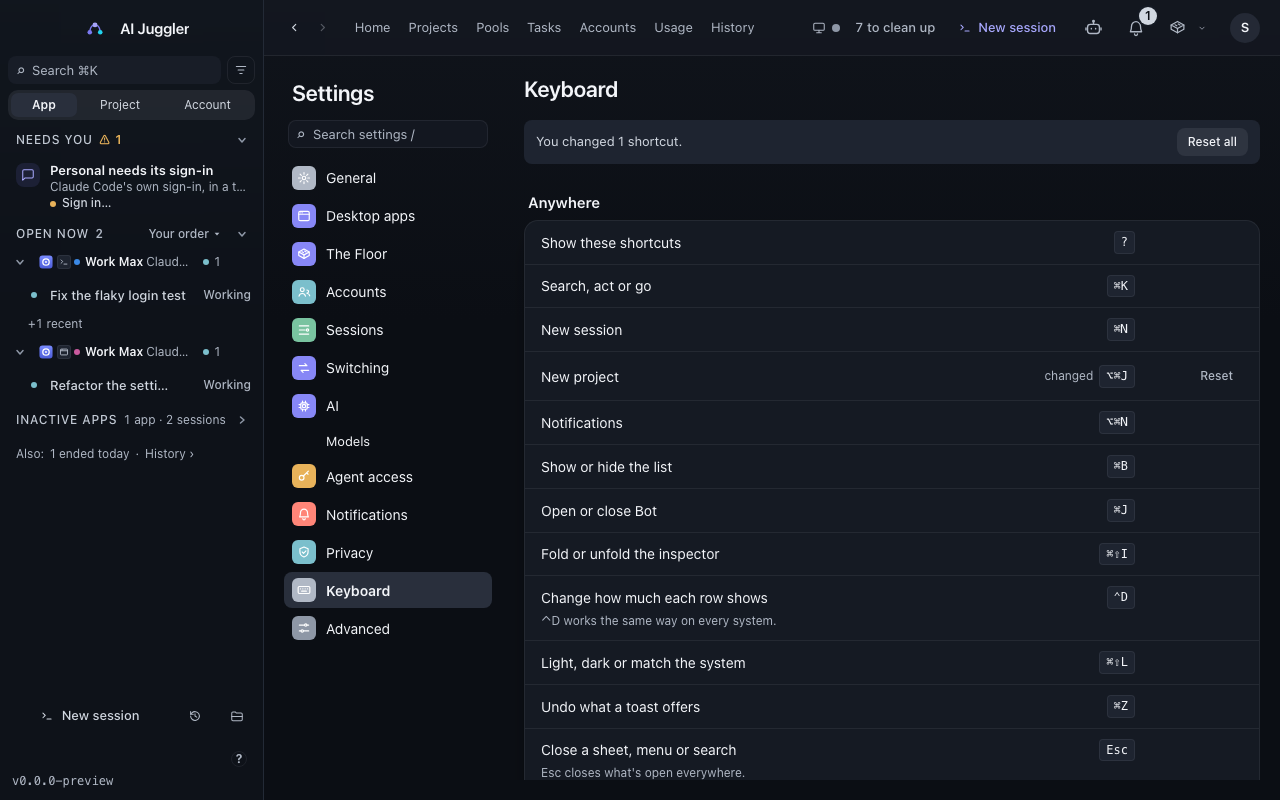 AI Juggler
Search ⌘K
App Project Account
NEEDS YOU 1
Personal needs its sign-in
Claude Code's own sign-in, in a t...
Sign in...
OPEN NOW 2 Your order
Work Max Claud... 1
Fix the flaky login test Working
+1 recent
Work Max Claud... 1
Refactor the setti... Working
INACTIVE APPS 1 app · 2 sessions
Also: 1 ended today · History ›
New session
?
v0.0.0-preview
Home Projects Pools Tasks Accounts Usage History
7 to clean up
New session
1
S
Settings
Search settings /
General
Desktop apps
The Floor
Accounts
Sessions
Switching
AI
Models
Agent access
Notifications
Privacy
Keyboard
Advanced
Keyboard
You changed 1 shortcut. Reset all
Anywhere
Show these shortcuts ?
Search, act or go ⌘K
New session ⌘N
New project changed ⌥⌘J Reset
Notifications ⌥⌘N
Show or hide the list ⌘B
Open or close Bot ⌘J
Fold or unfold the inspector ⌘⇧I
Change how much each row shows ^D
^D works the same way on every system.
Light, dark or match the system ⌘⇧L
Undo what a toast offers ⌘Z
Close a sheet, menu or search Esc
Esc closes what's open everywhere.